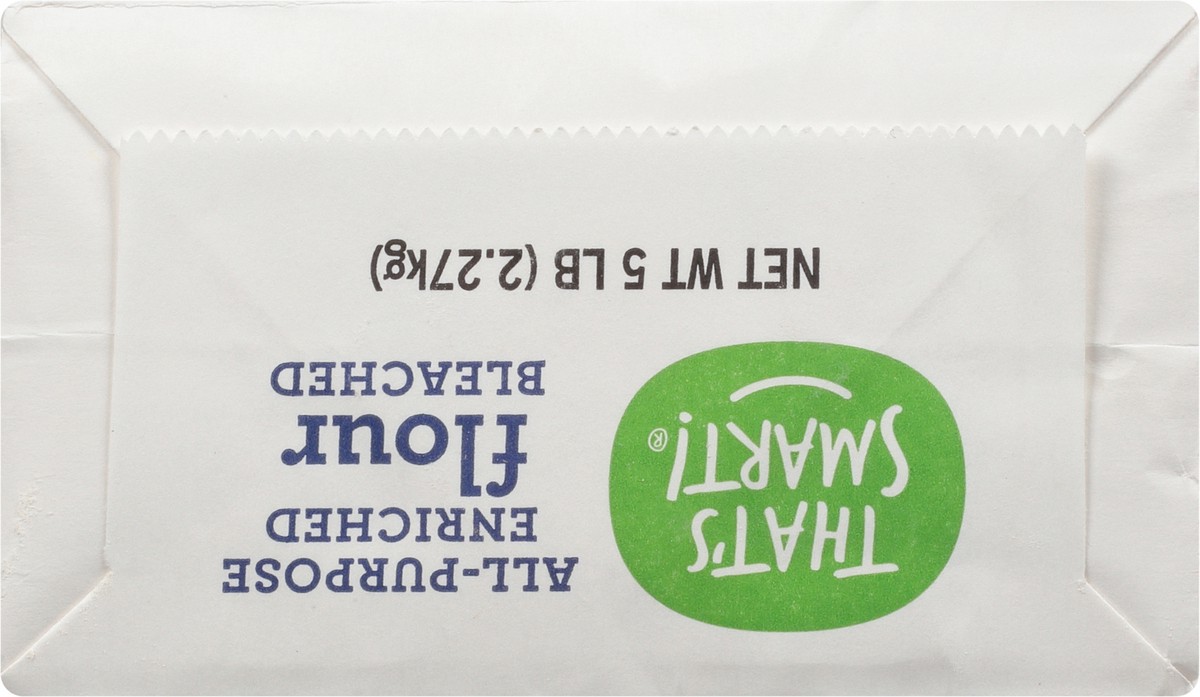 THAT'S
SMART!®
ALL-PURPOSE
ENRICHED
flour
BLEACHED
NET WT 5 LB (2.27kg)